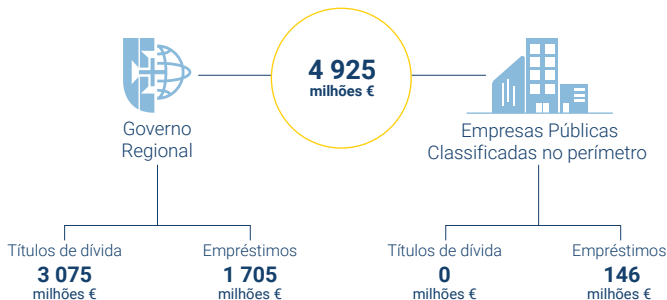 4 925
milhões €
Governo
Regional
Empresas Públicas
Classificadas no perímetro
Títulos de dívida
3 075
milhões €
Empréstimos
1 705
milhões €
Títulos de dívida
0
milhões €
Empréstimos
146
milhões €